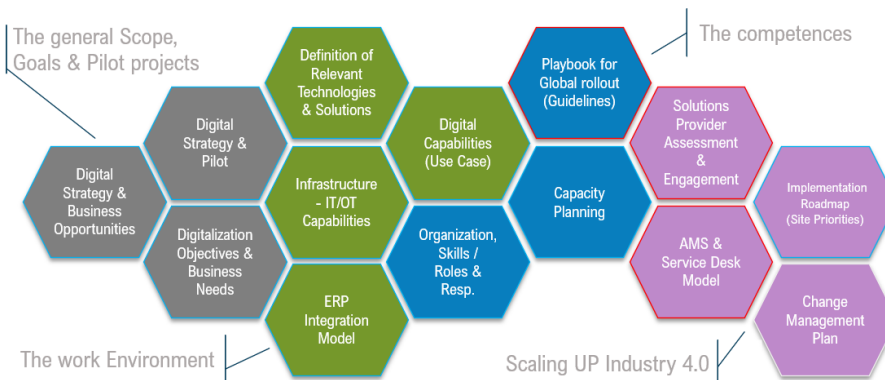 The general Scope,
Goals & Pilot projects
Definition of
Relevant
Technologies
& Solutions
Playbook for
Global rollout
(Guidelines)
The competences
Digital
Strategy &
Pilot
Digital
Capabilities
(Use Case)
Solutions
Provider
Assessment
&
Engagement
Digital
Strategy &
Business
Opportunities
Infrastructure
- IT/OT
Capabilities
Capacity
Planning
Implementation
Roadmap
(Site Priorities)
Digitalization
Objectives &
Business
Needs
Organization,
Skills /
Roles &
Resp.
AMS &
Service Desk
Model
ERP
Integration
Model
Change
Management
Plan
The work Environment
Scaling UP Industry 4.0